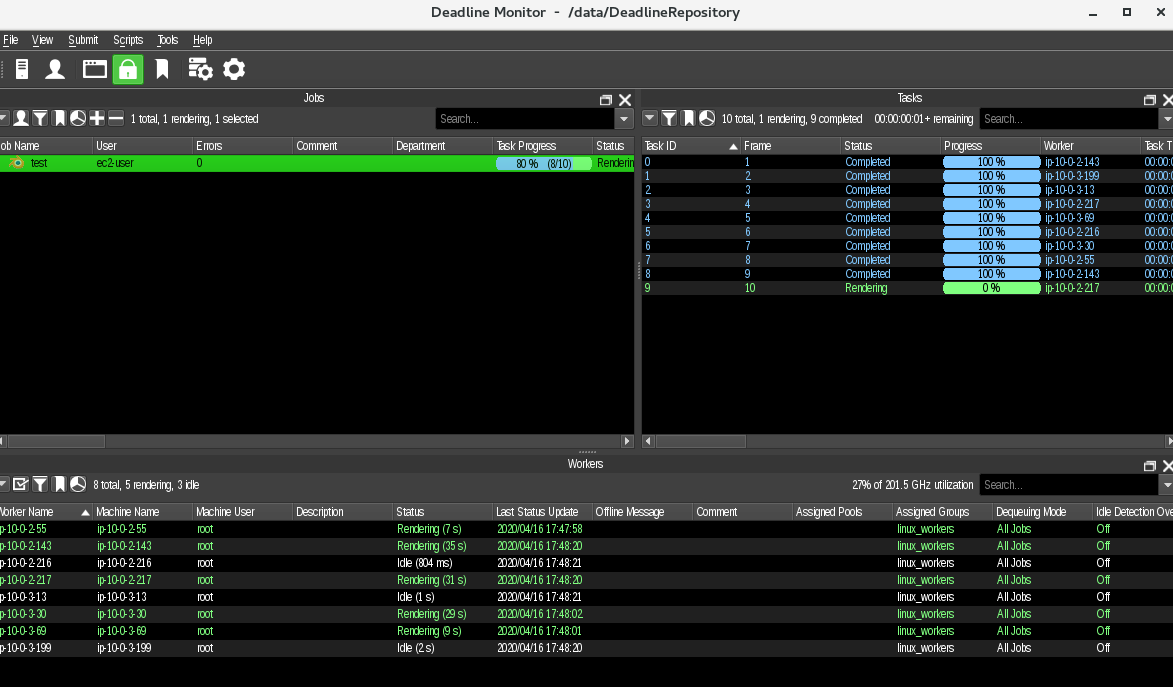 Deadline Monitor - /data/DeadlineRepository
File View Submit Scripts Tools Help
Jobs
1 total, 1 rendering, 1 selected Search...
ob Name User Errors Comment Department Task Progress Status
test ec2-user 0 80 % (8/10) Renderin
Tasks
10 total, 1 rendering, 9 completed 00:00:00:01+ remaining Search...
Task ID Frame Status Progress Worker Task T
0 1 Completed 100 % ip-10-0-2-143 00:00:0
1 2 Completed 100 % ip-10-0-3-199 00:00:0
2 3 Completed 100 % ip-10-0-3-13 00:00:0
3 4 Completed 100 % ip-10-0-2-217 00:00:0
4 5 Completed 100 % ip-10-0-3-69 00:00:0
5 6 Completed 100 % ip-10-0-2-216 00:00:0
6 7 Completed 100 % ip-10-0-3-30 00:00:0
7 8 Completed 100 % ip-10-0-2-55 00:00:0
8 9 Completed 100 % ip-10-0-2-143 00:00:0
9 10 Rendering 0 % ip-10-0-2-217 00:00:0
Workers
8 total, 5 rendering, 3 idle 27% of 201.5 GHz utilization Search...
Worker Name Machine Name Machine User Description Status Last Status Update Offline Message Comment Assigned Pools Assigned Groups Dequeuing Mode Idle Detection Ove
p-10-0-2-55 ip-10-0-2-55 root Rendering (7 s) 2020/04/16 17:47:58 linux_workers All Jobs Off
p-10-0-2-143 ip-10-0-2-143 root Rendering (35 s) 2020/04/16 17:48:20 linux_workers All Jobs Off
p-10-0-2-216 ip-10-0-2-216 root Idle (804 ms) 2020/04/16 17:48:21 linux_workers All Jobs Off
p-10-0-2-217 ip-10-0-2-217 root Rendering (31 s) 2020/04/16 17:48:20 linux_workers All Jobs Off
p-10-0-3-13 ip-10-0-3-13 root Idle (1 s) 2020/04/16 17:48:21 linux_workers All Jobs Off
p-10-0-3-30 ip-10-0-3-30 root Rendering (29 s) 2020/04/16 17:48:02 linux_workers All Jobs Off
p-10-0-3-69 ip-10-0-3-69 root Rendering (9 s) 2020/04/16 17:48:01 linux_workers All Jobs Off
p-10-0-3-199 ip-10-0-3-199 root Idle (2 s) 2020/04/16 17:48:20 linux_workers All Jobs Off